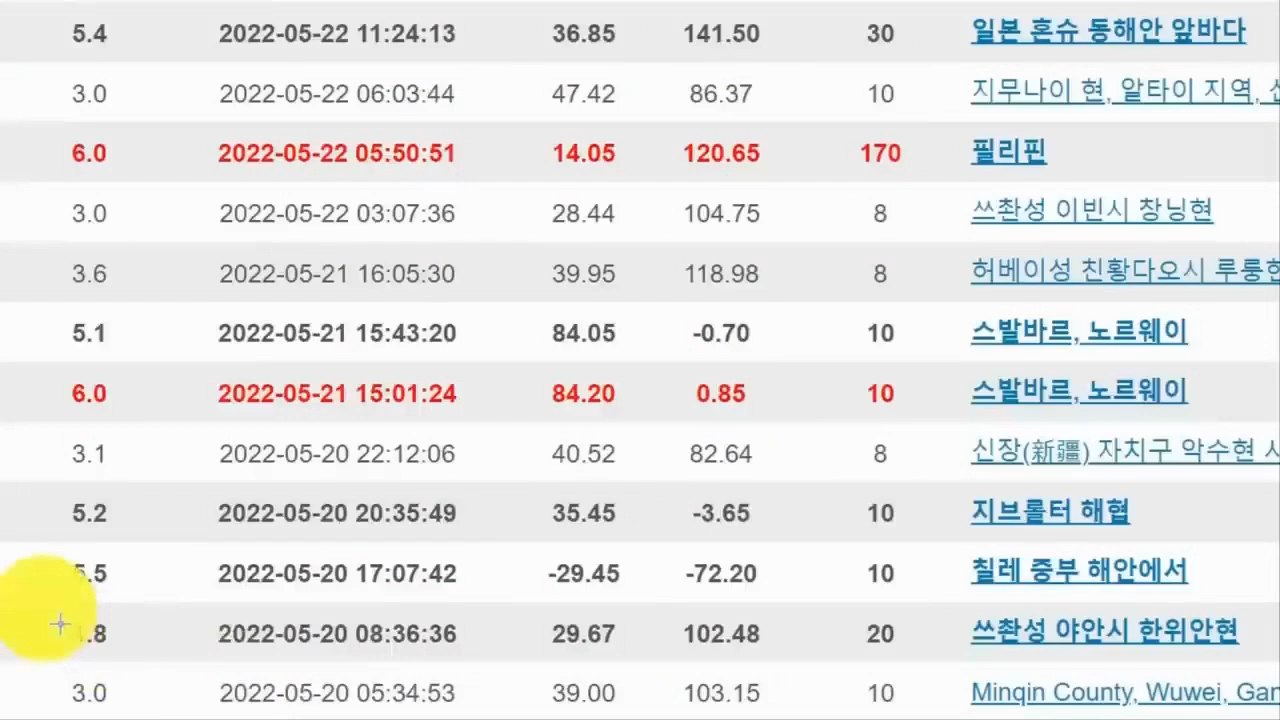 5.4 2022-05-22 11:24:13 36.85 141.50 30 일본 혼슈 동해안 앞바다
3.0 2022-05-22 06:03:44 47.42 86.37 10 지무나이 현, 알타이 지역,
6.0 2022-05-22 05:50:51 14.05 120.65 170 필리핀
3.0 2022-05-22 03:07:36 28.44 104.75 8 쓰촨성 이빈시 창닝현
3.6 2022-05-21 16:05:30 39.95 118.98 8 허베이성 친황다오시 루룽현
5.1 2022-05-21 15:43:20 84.05 -0.70 10 스발바르, 노르웨이
6.0 2022-05-21 15:01:24 84.20 0.85 10 스발바르, 노르웨이
3.1 2022-05-20 22:12:06 40.52 82.64 8 신장(新疆) 자치구 악수현
5.2 2022-05-20 20:35:49 35.45 -3.65 10 지브롤터 해협
.5 2022-05-20 17:07:42 -29.45 -72.20 10 칠레 중부 해안에서
.8 2022-05-20 08:36:36 29.67 102.48 20 쓰촨성 야안시 한위안현
3.0 2022-05-20 05:34:53 39.00 103.15 10 Minqin County, Wuwei, Gan